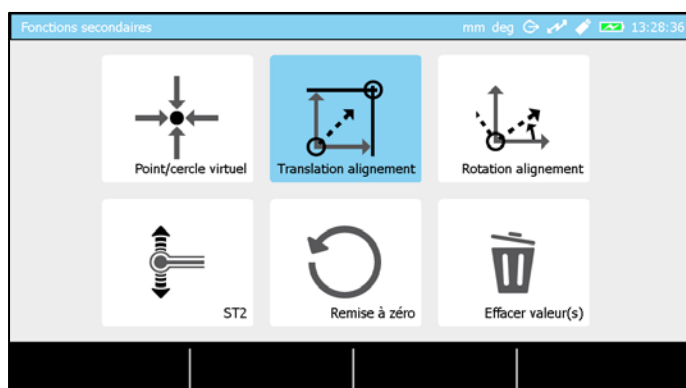 Fonctions secondaires mm deg 13:28:36
Point/cercle virtuel Translation alignement Rotation alignement
ST2 Remise à zéro Effacer valeur(s)